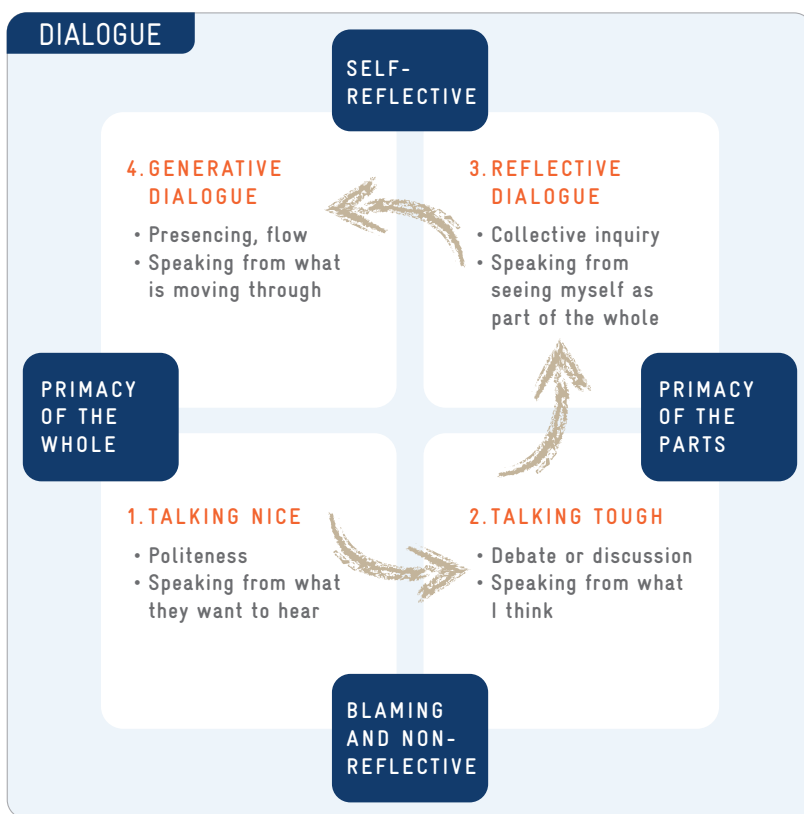 DIALOGUE
SELF-
REFLECTIVE
4. GENERATIVE
DIALOGUE
• Presencing, flow
• Speaking from what
is moving through
3. REFLECTIVE
DIALOGUE
• Collective inquiry
• Speaking from
seeing myself as
part of the whole
PRIMACY
OF THE
WHOLE
PRIMACY
OF THE
PARTS
1. TALKING NICE
• Politeness
• Speaking from what
they want to hear
2. TALKING TOUGH
• Debate or discussion
• Speaking from what
I think
BLAMING
AND NON-
REFLECTIVE